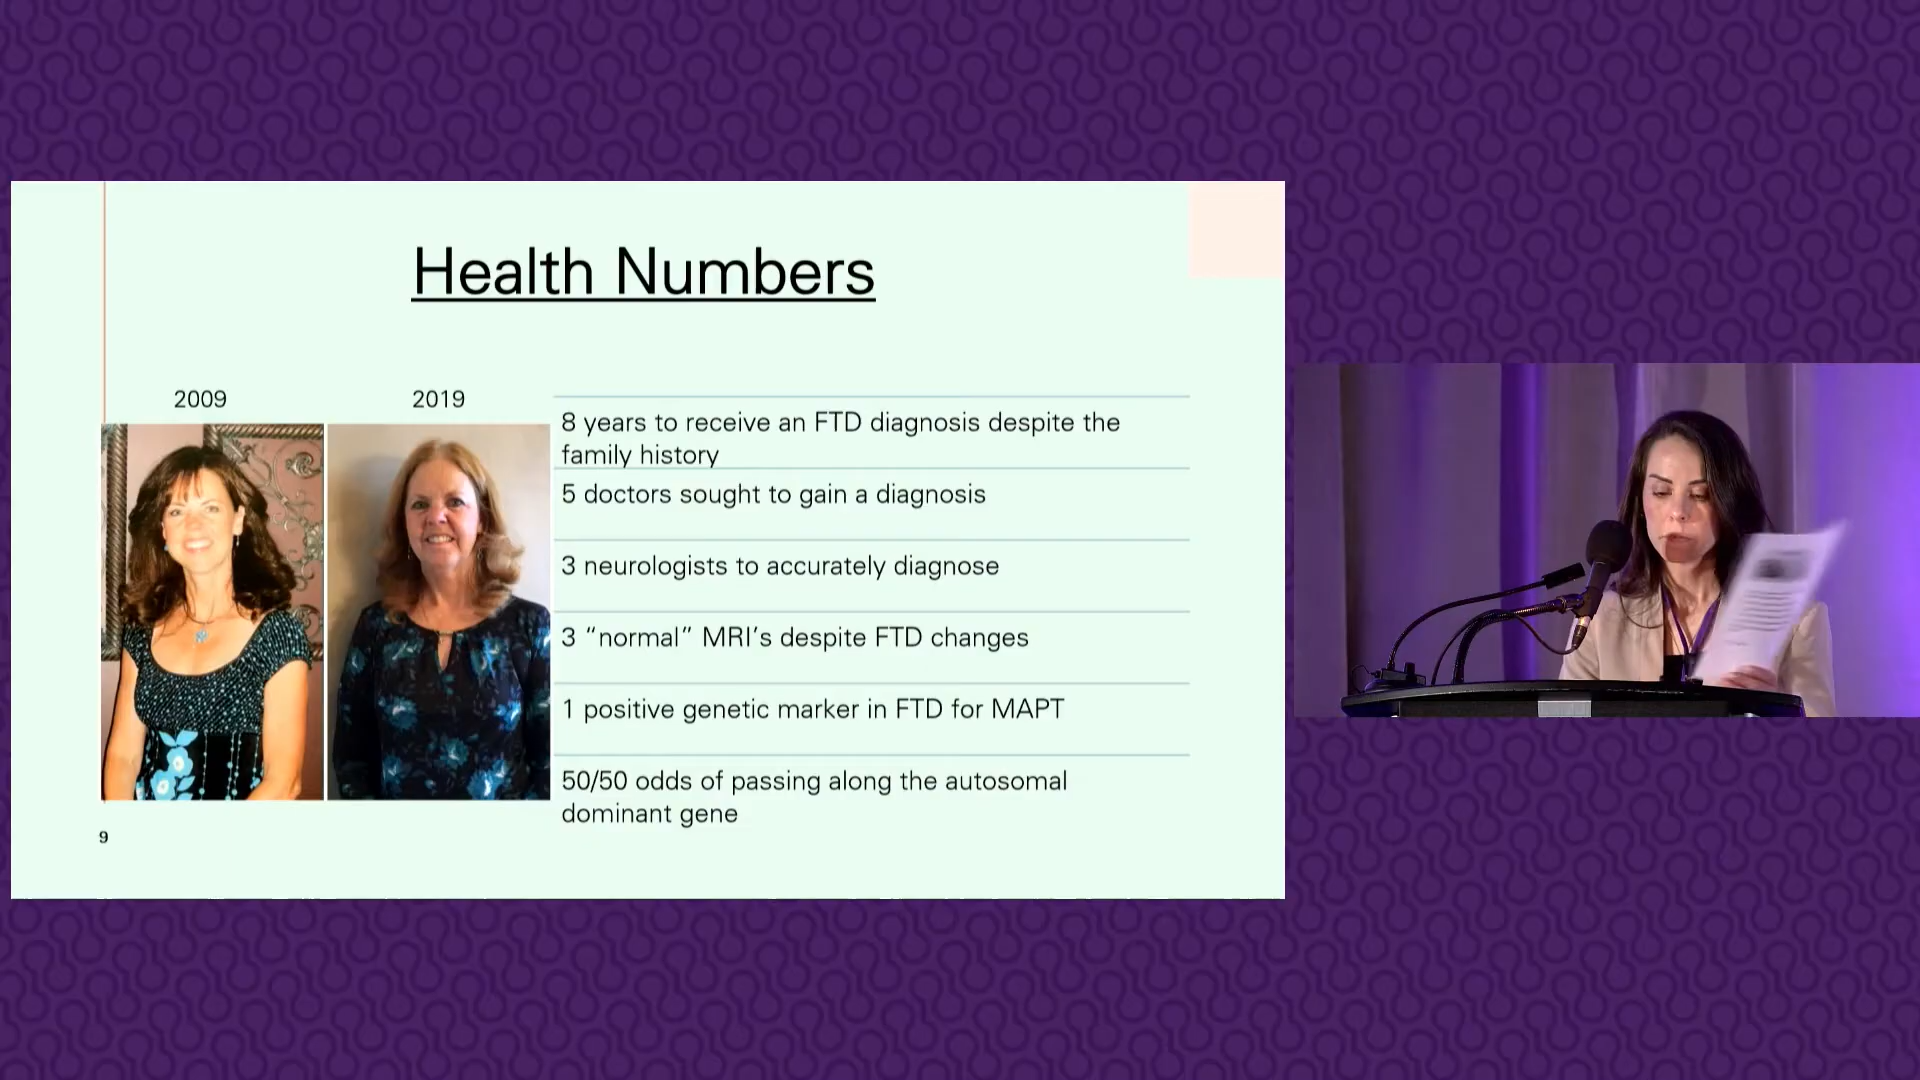 Health Numbers
2009
2019
8 years to receive an FTD diagnosis despite the
family history
5 doctors sought to gain a diagnosis
3 neurologists to accurately diagnose
3 “normal” MRI’s despite FTD changes
1 positive genetic marker in FTD for MAPT
50/50 odds of passing along the autosomal
dominant gene
9